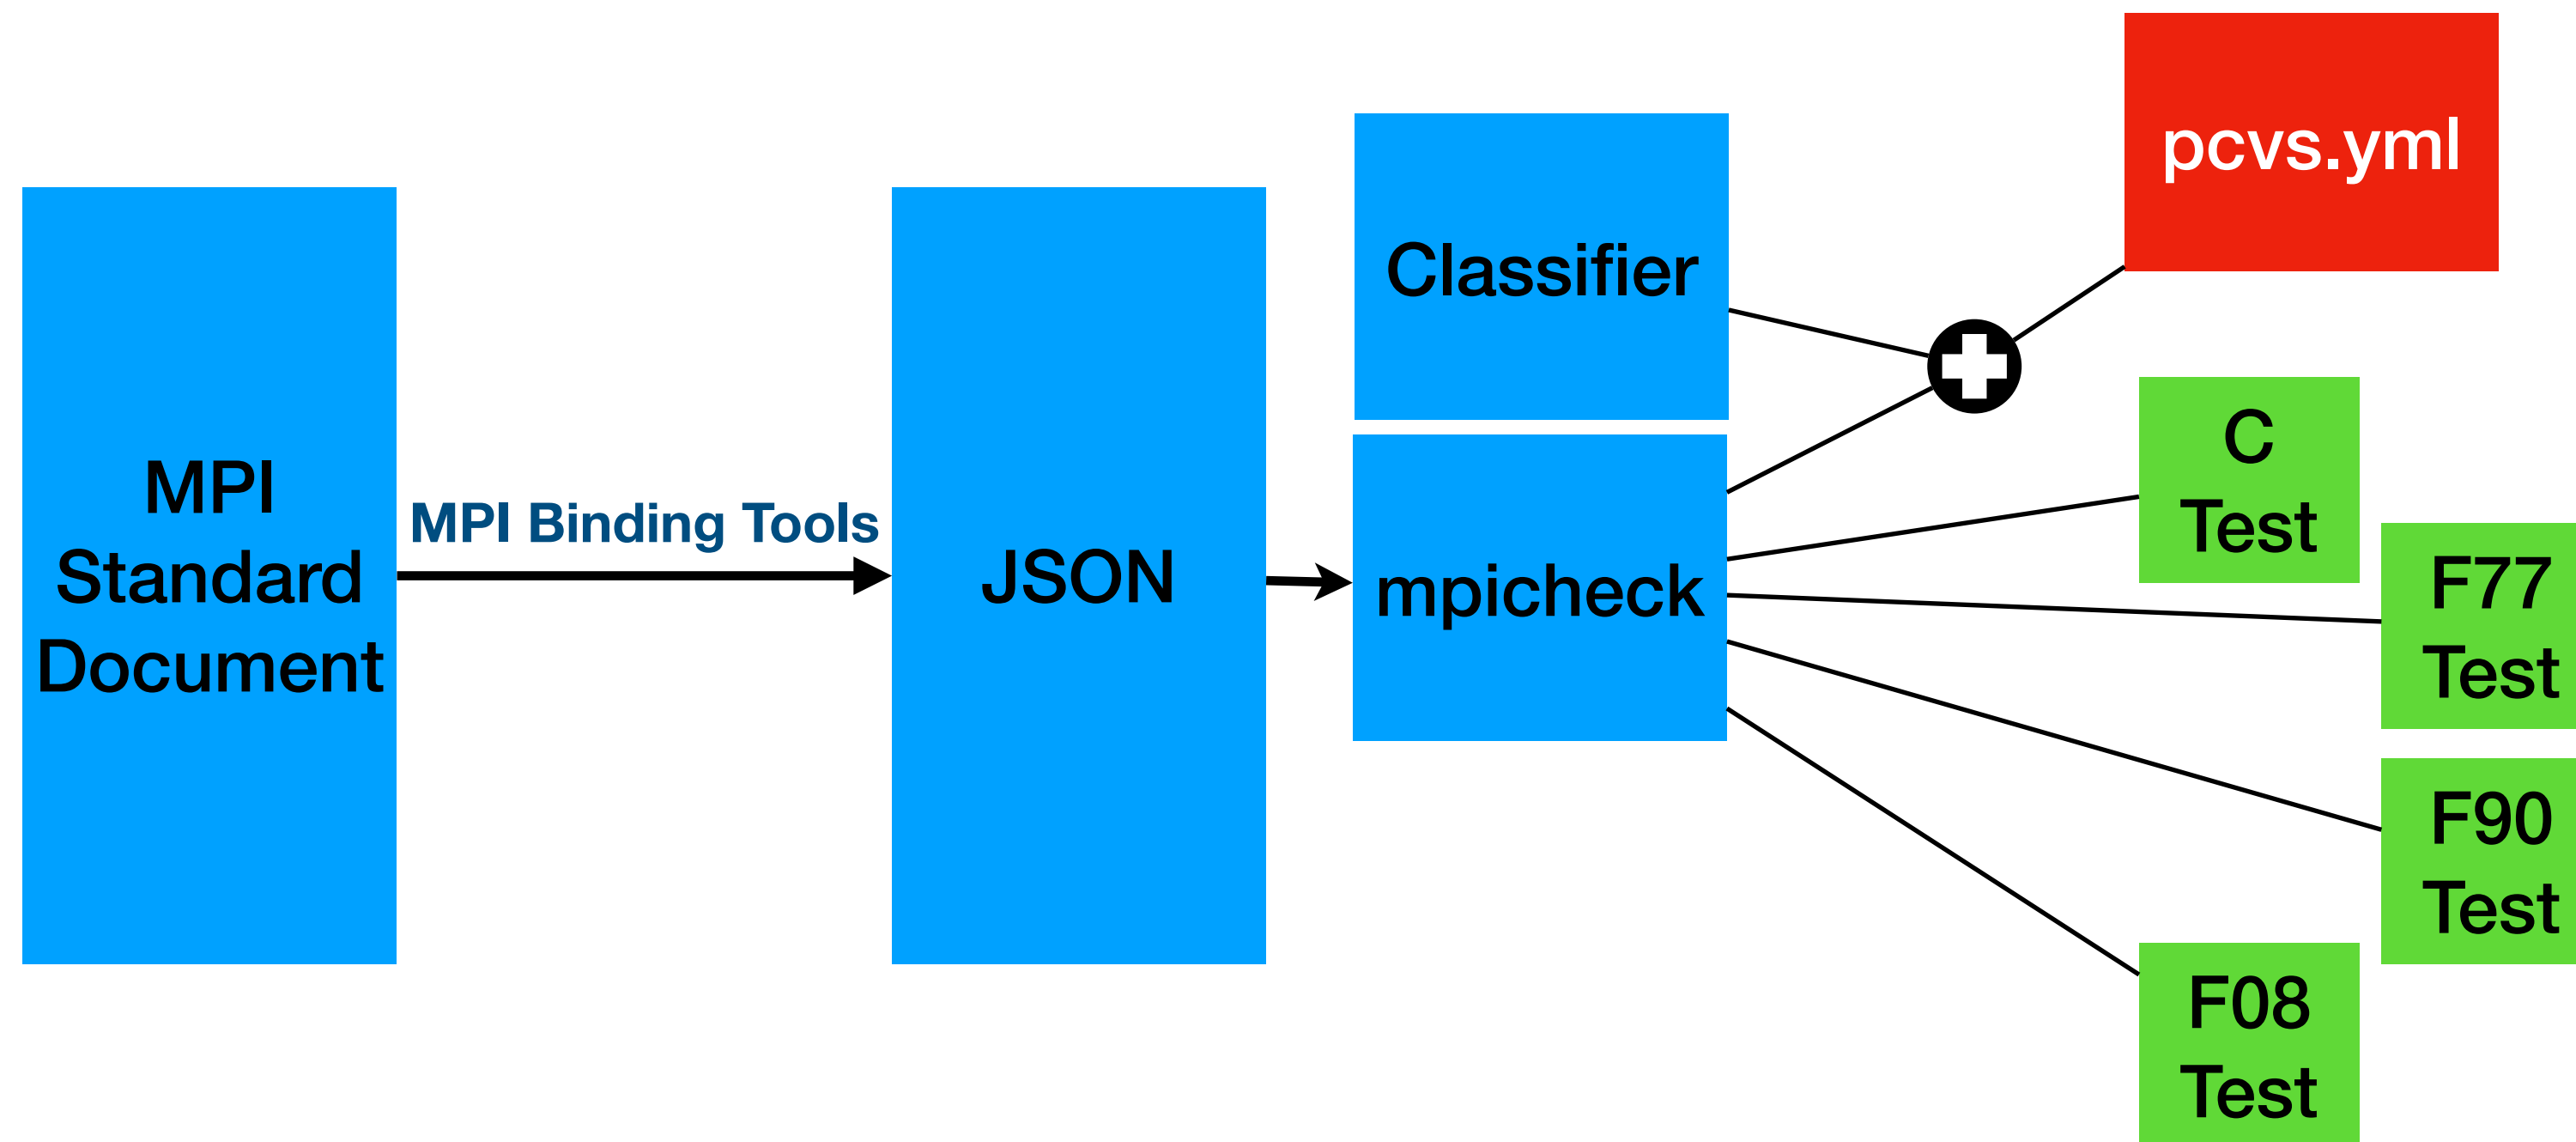 MPI
Standard
Document
MPI Binding Tools
JSON
Classifier
mpicheck
pcvs.yml
C
Test
F77
Test
F90
Test
F08
Test